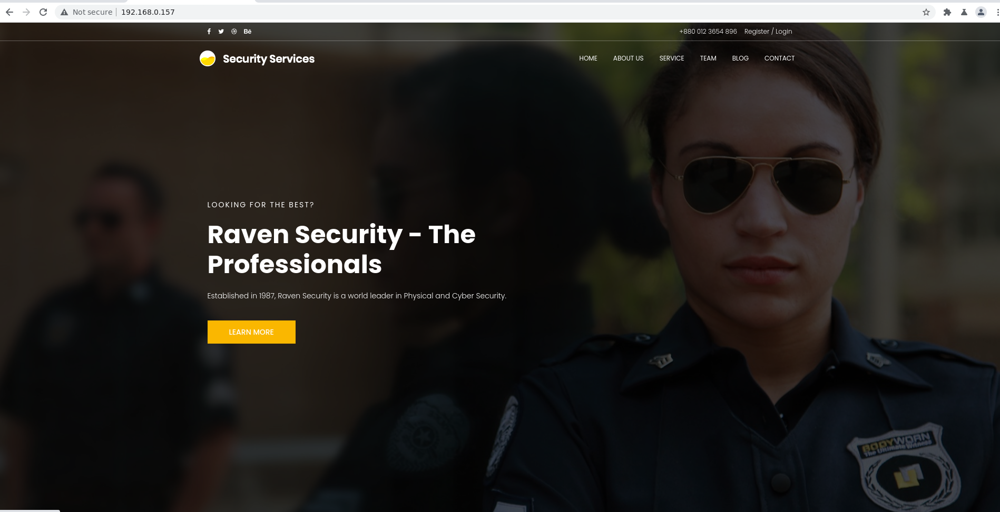 Not secure
192.168.0.157
Bē
+880 012 3654 896
Register / Login
Security Services
HOME
ABOUT US
SERVICE
TEAM
BLOG
CONTACT
LOOKING FOR THE BEST?
Raven Security - The
Professionals
Established in 1987, Raven Security is a world leader in Physical and Cyber Security.
LEARN MORE
BODYWORN
The Ultimate Witness